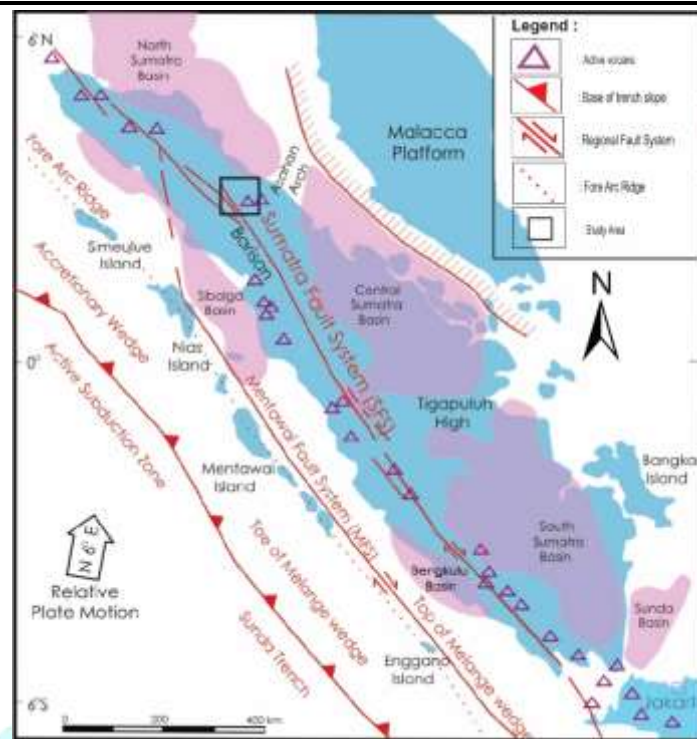 Legend :
Active volcano
Base of trench slope
Regional Fault System
Fore Arc Ridge
Study Area
6°N
North
Sumatra
Basin
Malacca
Platform
Fore Arc Ridge
Asahan
Arch
Simeulue
Island
Barisan
Sumatra Fault System (SFS)
N
Accretionary Wedge
Sibolga
Basin
Central
Sumatra
Basin
0°
Nias
Island
Active Subduction Zone
Mentawai Fault System (MFS)
Tigapuluh
High
Mentawai
Island
Bangka
Island
N 6° E
Relative
Plate Motion
Toe of Melange wedge
South
Sumatra
Basin
Bengkulu
Basin
Sunda
Basin
Top of Melange wedge
Sunda Trench
Enggano
Island
6°S
Jakart
0
200
400 km